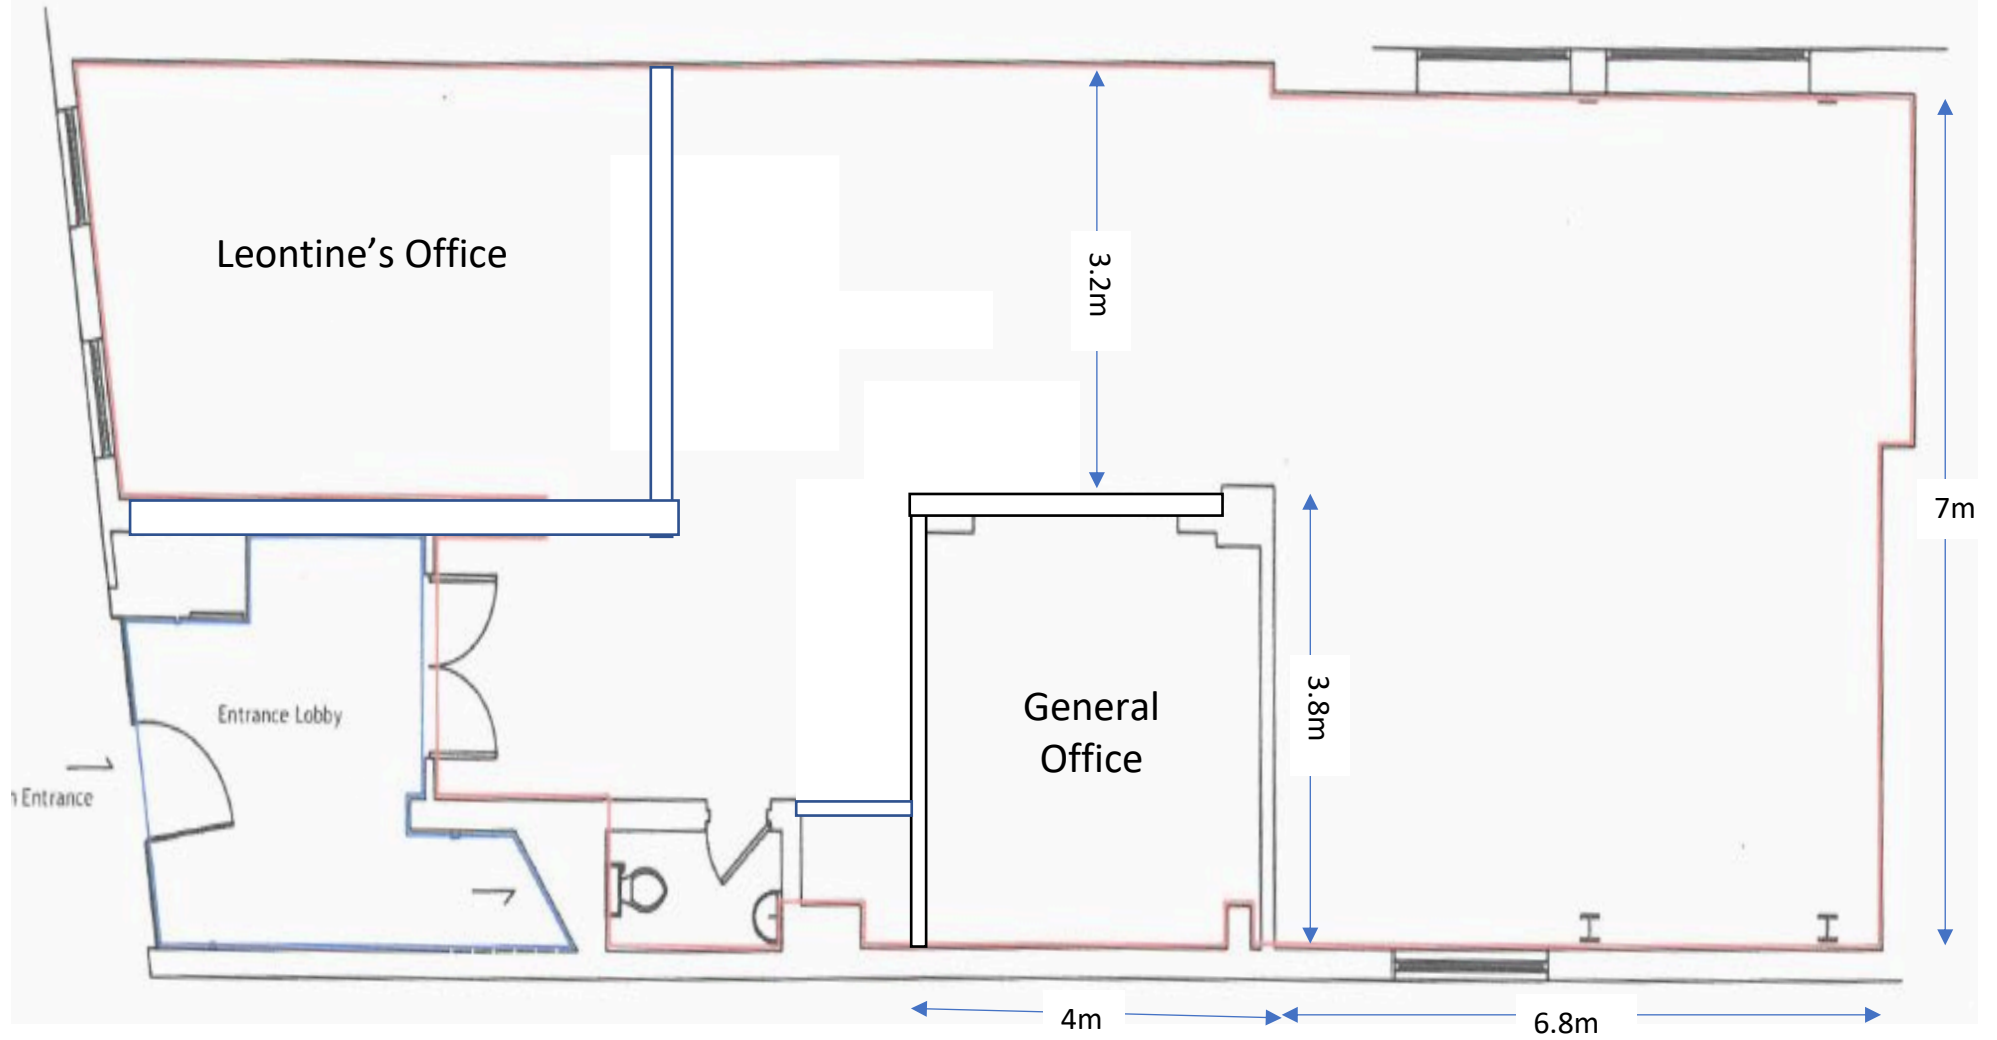 3.2m
Leontine’s Office
7m
3.8m
General
Office
Entrance Lobby
Entrance
4m
6.8m